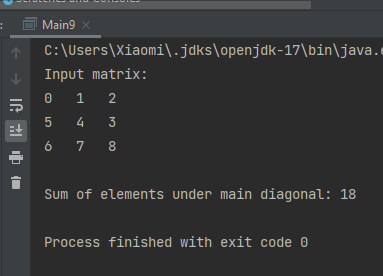 Scratches and Consoles
Main9
C:\Users\Xiaomi\.jdks\openjdk-17\bin\java.e
Input matrix:
0 1 2
5 4 3
6 7 8
Sum of elements under main diagonal: 18
Process finished with exit code 0